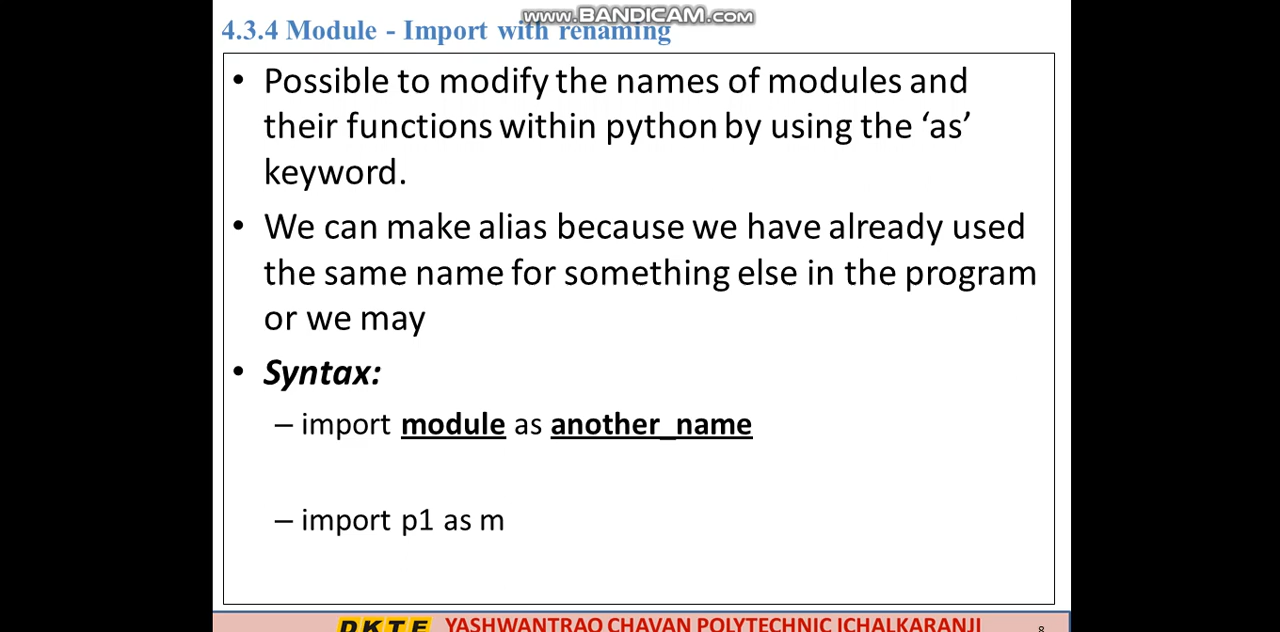 www.BANDICAM.com
4.3.4 Module - Import with renaming
• Possible to modify the names of modules and
their functions within python by using the ‘as’
keyword.
• We can make alias because we have already used
the same name for something else in the program
or we may
• Syntax:
– import module as another_name
– import p1 as m
DKTE YASHWANTRAO CHAVAN POLYTECHNIC ICHALKARANJI 8